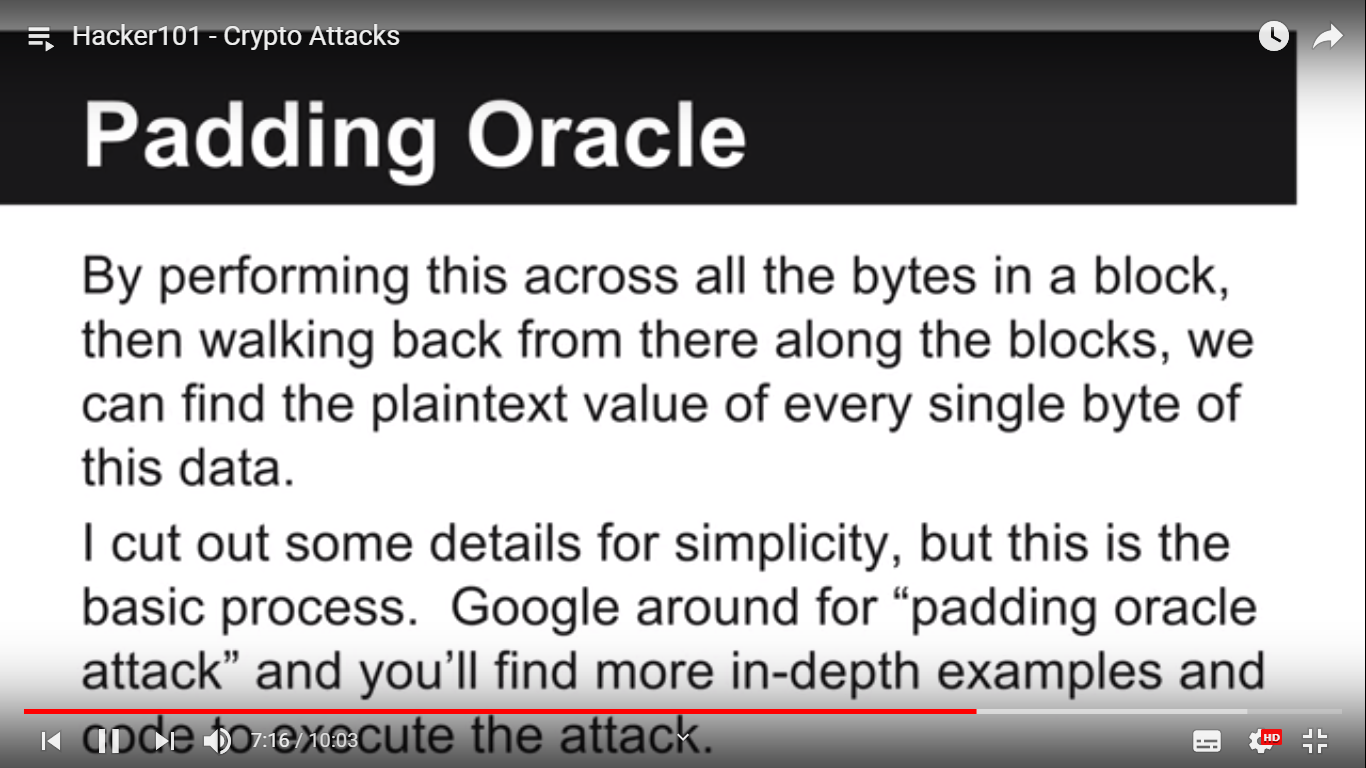 Hacker101 - Crypto Attacks
Padding Oracle
By performing this across all the bytes in a block,
then walking back from there along the blocks, we
can find the plaintext value of every single byte of
this data.
I cut out some details for simplicity, but this is the
basic process.  Google around for “padding oracle
attack” and you’ll find more in-depth examples and
code to execute the attack.
7:16 / 10:03
HD